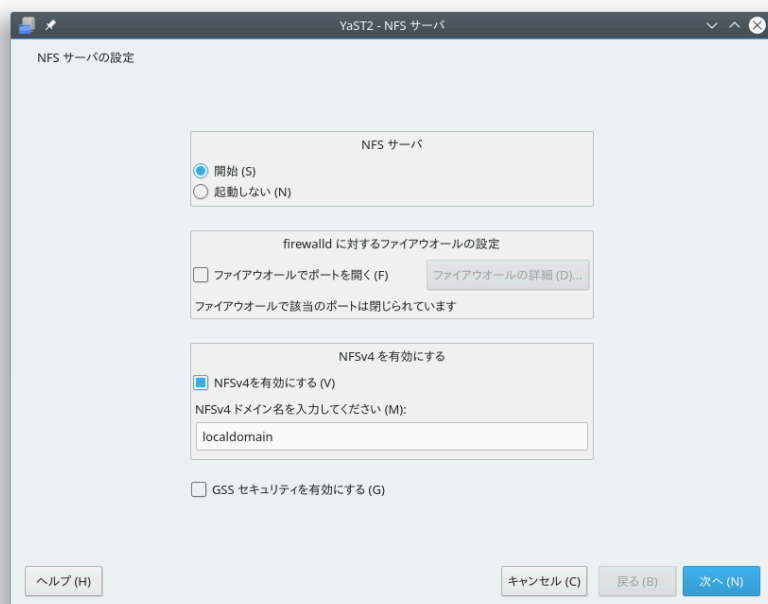 YaST2 - NFS サーバ
NFS サーバの設定
NFS サーバ
開始 (S)
起動しない (N)
firewalld に対するファイアウオールの設定
ファイアウオールでポートを開く (F)
ファイアウオールの詳細 (D)...
ファイアウオールで該当のポートは閉じられています
NFSv4 を有効にする
NFSv4を有効にする (V)
NFSv4 ドメイン名を入力してください (M):
localdomain
GSS セキュリティを有効にする (G)
ヘルプ (H)
キャンセル (C)
戻る (B)
次へ (N)